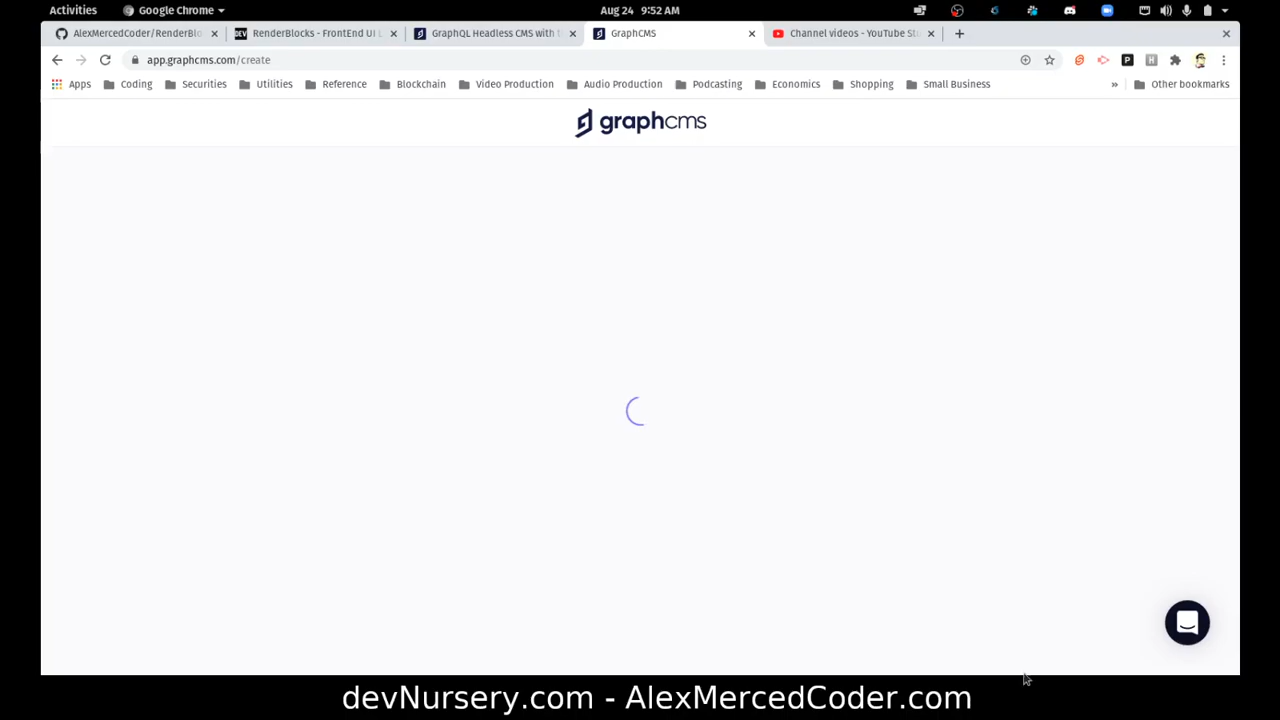 Activities
Google Chrome
Aug 24 9:52 AM
AlexMercedCoder/RenderBlo
RenderBlocks - FrontEnd UI L
GraphQL Headless CMS with t
GraphCMS
Channel videos - YouTube Stu
app.graphcms.com/create
Apps
Coding
Securities
Utilities
Reference
Blockchain
Video Production
Audio Production
Podcasting
Economics
Shopping
Small Business
»
Other bookmarks
graphcms
devNursery.com - AlexMercedCoder.com